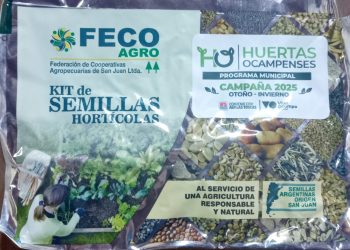 FECO
AGRO
Federación de Cooperativas
Agropecuarias de San Juan Ltda.
KIT de
SEMILLAS
HORTÍCOLAS
HO HUERTAS
OCAMPENSES
PROGRAMA MUNICIPAL
CAMPAÑA 2025
OTOÑO - INVIERNO
AL SERVICIO DE
UNA AGRICULTURA
RESPONSABLE
Y NATURAL
SEMILLAS
ARGENTINAS
ORIGEN
SAN JUAN